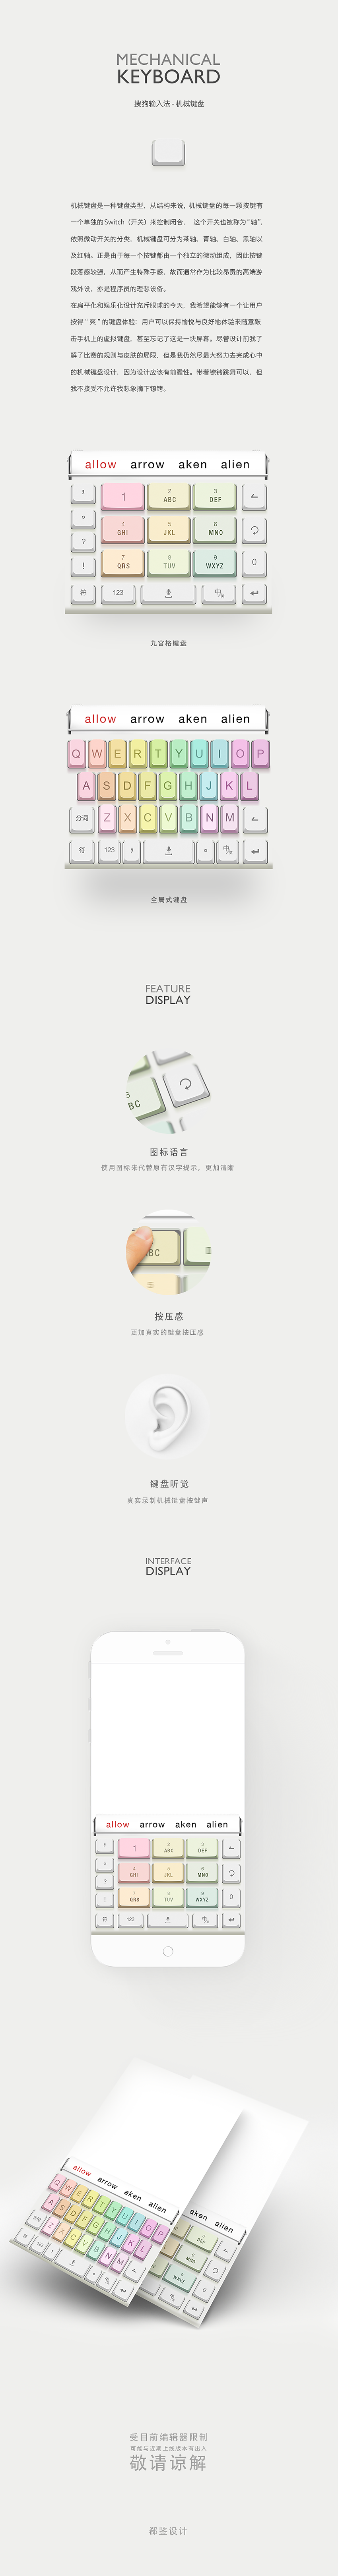 MECHANICAL
KEYBOARD
搜狗输入法-机械键盘
机械键盘是一种键盘类型，从结构来说，机械键盘的每一颗按键有
一个单独的Switch（开关）来控制闭合，这个开关也被称为“轴”，
依照微动开关的分类，机械键盘可分为茶轴、青轴、白轴、黑轴以
及红轴。正是由于每一个按键都由一个独立的微动组成，因此按键
段落感较强，从而产生特殊手感，故而通常作为比较昂贵的高端游
戏外设，亦是程序员的理想设备。
在扁平化和娱乐化设计充斥眼球的今天，我希望能够有一个让用户
按得“爽”的键盘体验：用户可以保持愉悦与良好地体验来随意敲
击手机上的虚拟键盘，甚至忘记了这是一块屏幕。尽管设计前我了
解了比赛的规则与皮肤的局限，但是我仍然尽最大努力去完成心中
的机械键盘设计，因为设计应该有前瞻性。带着镣铐跳舞可以，但
我不接受不允许我想象摘下镣铐。
allow arrow aken alien
， 1 2 ABC 3 DEF
。 4 GHI 5 JKL 6 MNO
?
! 7 QRS 8 TUV 9 WXYZ 0
符 123 中/英
九宫格键盘
allow arrow aken alien
Q W E R T Y U I O P
A S D F G H J K L
分词 Z X C V B N M
符 123 ， 。 中/英
全局式键盘
FEATURE
DISPLAY
BC
图标语言
使用图标来代替原有汉字提示，更加清晰
ABC
按压感
更加真实的键盘按压感
键盘听觉
真实录制机械键盘按键声
INTERFACE
DISPLAY
allow arrow aken alien
， 1 2 ABC 3 DEF
。 4 GHI 5 JKL 6 MNO
?
! 7 QRS 8 TUV 9 WXYZ 0
符 123 中/英
allow arrow aken alien
Q W E R T Y U I O P
A S D F G H J K L
分词 Z X C V B N M
符 123 ， 。 中/英
aken alien
DEF
MNO
WXYZ 0
受目前编辑器限制
可能与近期上线版本有出入
敬请谅解
郗鉴设计